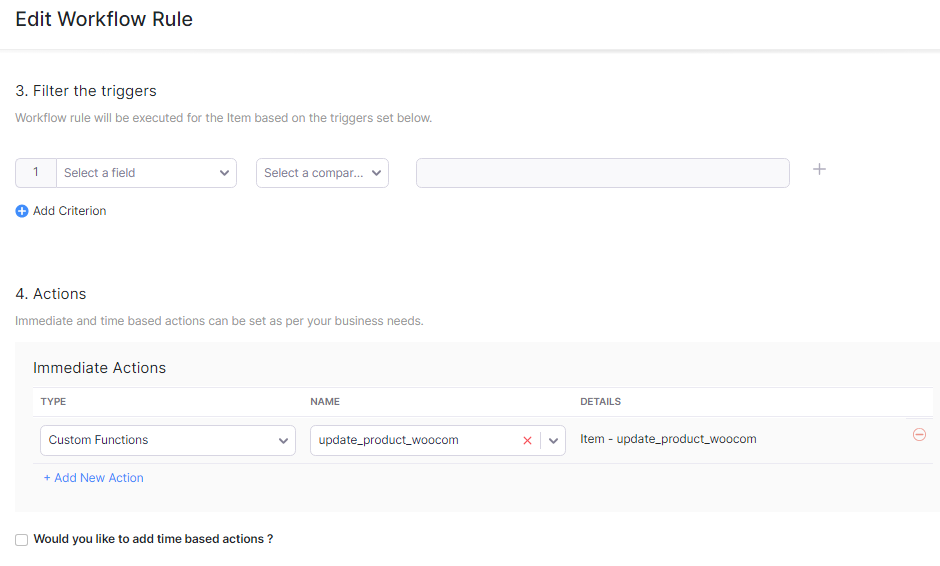 Edit Workflow Rule
3. Filter the triggers
Workflow rule will be executed for the Item based on the triggers set below.
1 Select a field Select a compar...
Add Criterion
4. Actions
Immediate and time based actions can be set as per your business needs.
Immediate Actions
TYPE NAME DETAILS
Custom Functions update_product_woocom Item - update_product_woocom
+ Add New Action
Would you like to add time based actions ?